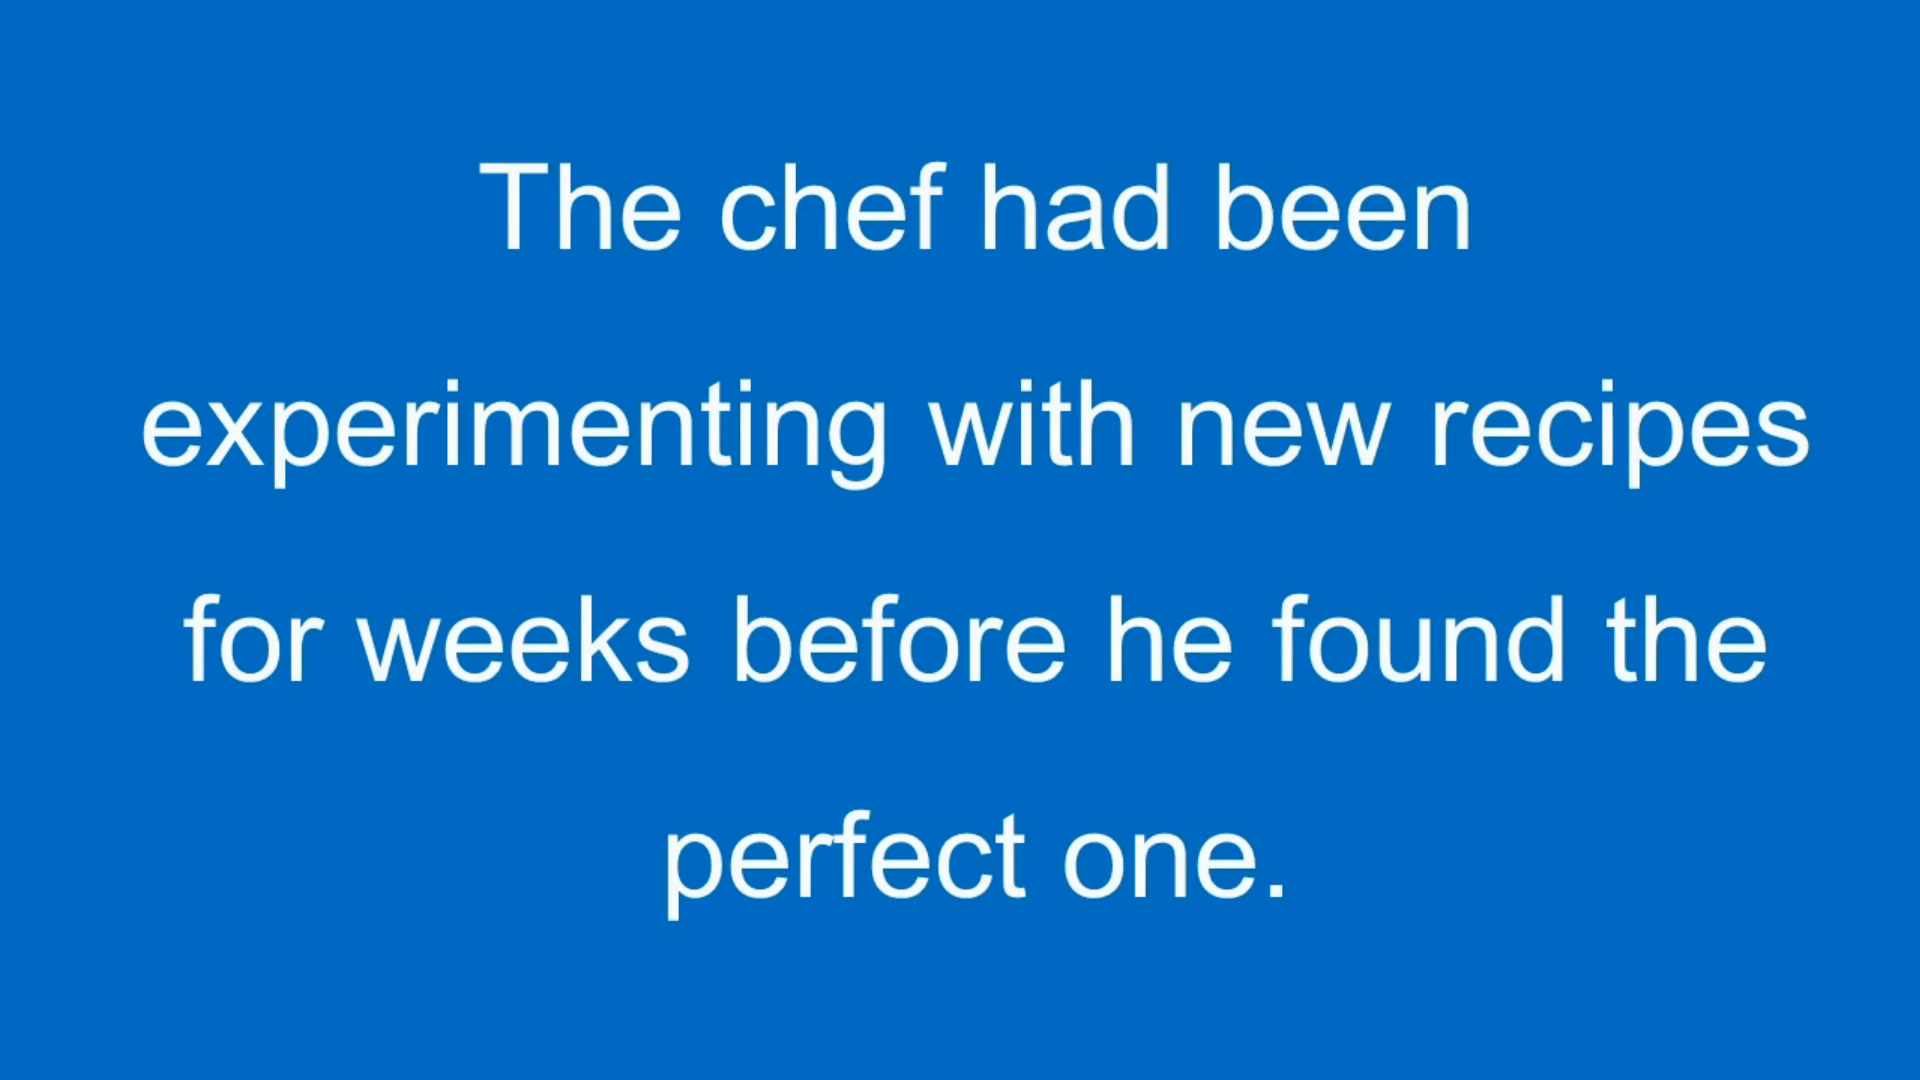 The chef had been
experimenting with new recipes
for weeks before he found the
perfect one.